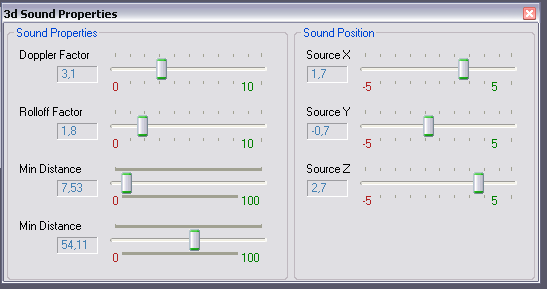 3d Sound Properties
Sound Properties
Doppler Factor
3,1
0 10
Rolloff Factor
1,8
0 10
Min Distance
7,53
0 100
Min Distance
54,11
0 100
Sound Position
Source X
1,7
-5 5
Source Y
-0,7
-5 5
Source Z
2,7
-5 5